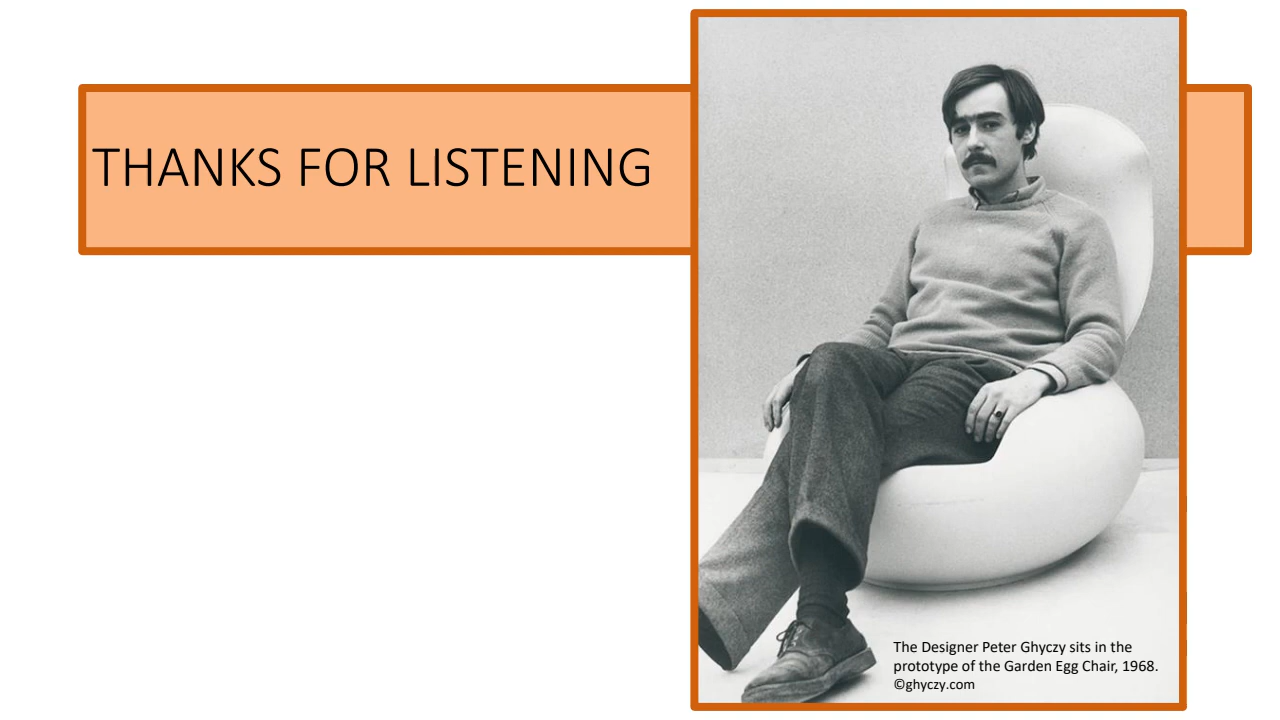 THANKS FOR LISTENING
The Designer Peter Ghyczy sits in the
prototype of the Garden Egg Chair, 1968.
©ghyczy.com